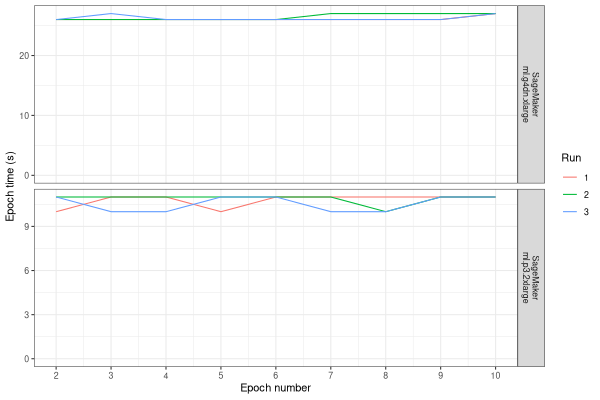 Epoch time (s)
20
10
0
SageMaker
ml.g4dn.xlarge
9
6
3
0
SageMaker
ml.p3.2xlarge
2 3 4 5 6 7 8 9 10
Epoch number
Run
1
2
3